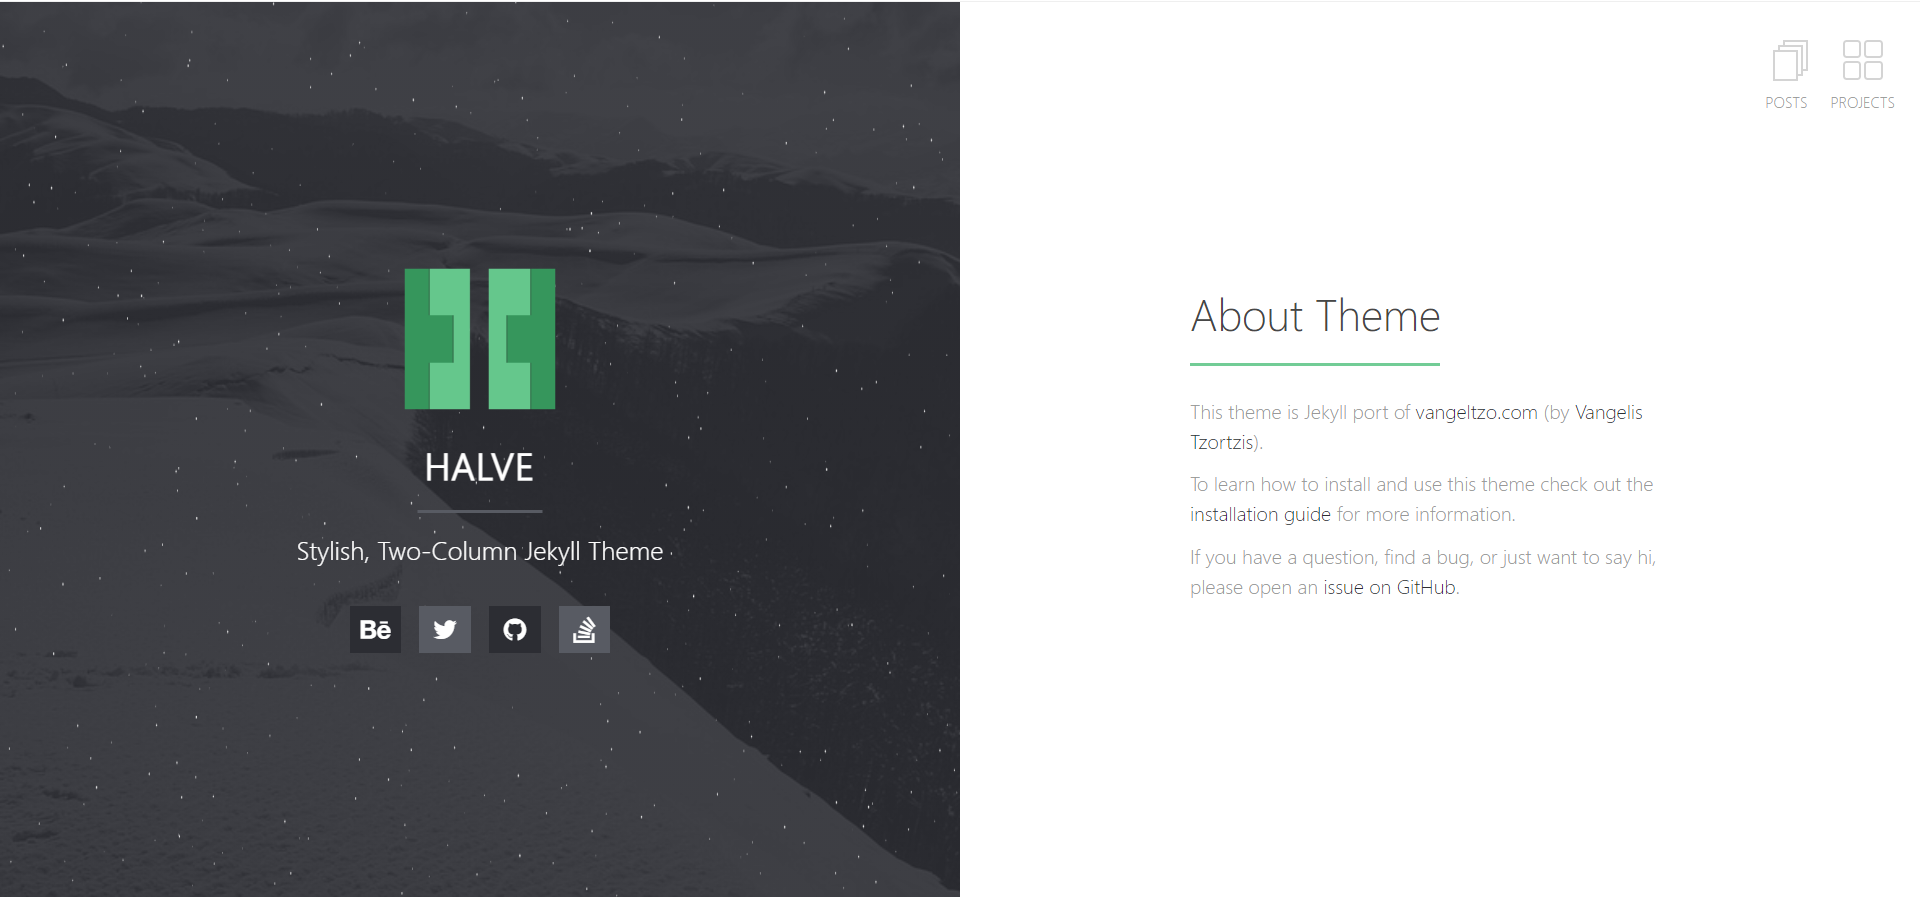 HALVE
Stylish, Two-Column Jekyll Theme
Bē
POSTS
PROJECTS
About Theme
This theme is Jekyll port of vangeltzo.com (by Vangelis
Tzortzis).
To learn how to install and use this theme check out the
installation guide for more information.
If you have a question, find a bug, or just want to say hi,
please open an issue on GitHub.